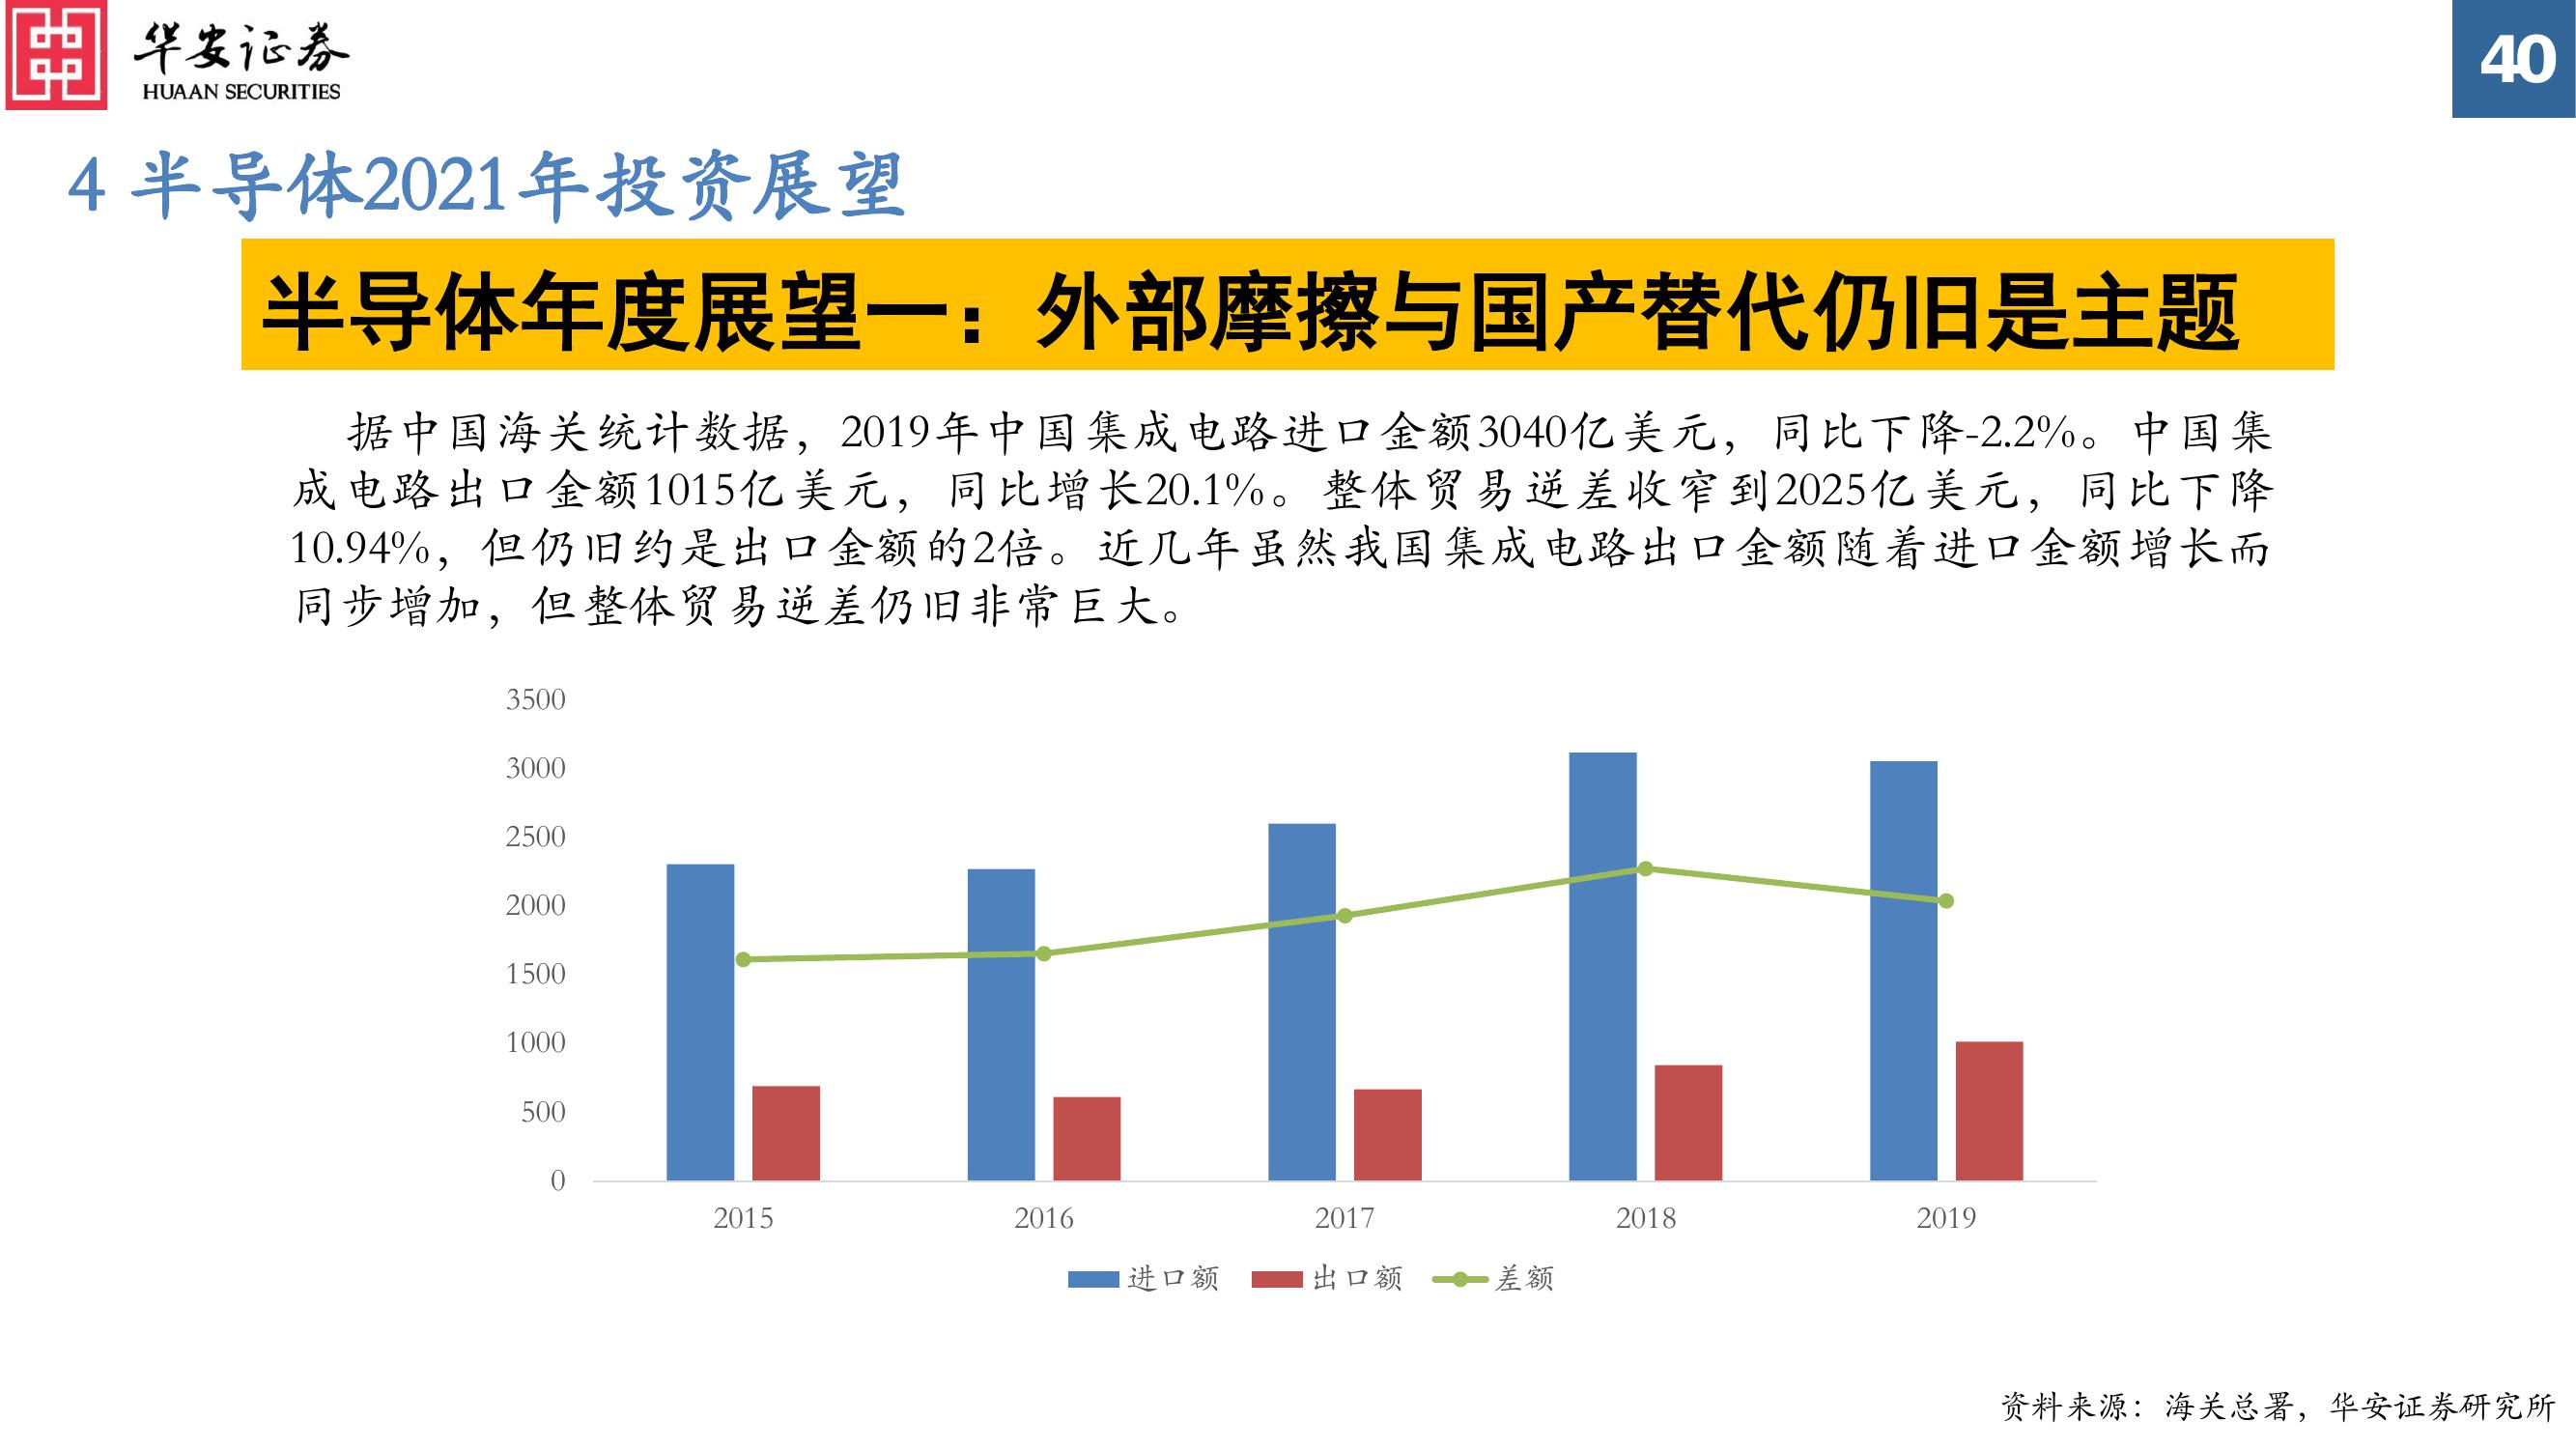 华安证券
HUAAN SECURITIES
40
4 半导体2021年投资展望
半导体年度展望一：外部摩擦与国产替代仍旧是主题
据中国海关统计数据，2019年中国集成电路进口金额3040亿美元，同比下降-2.2%。中国集
成电路出口金额1015亿美元，同比增长20.1%。整体贸易逆差收窄到2025亿美元，同比下降
10.94%，但仍旧约是出口金额的2倍。近几年虽然我国集成电路出口金额随着进口金额增长而
同步增加，但整体贸易逆差仍旧非常巨大。
3500
3000
2500
2000
1500
1000
500
0
2015 2016 2017 2018 2019
进口额 出口额 差额
资料来源：海关总署，华安证券研究所